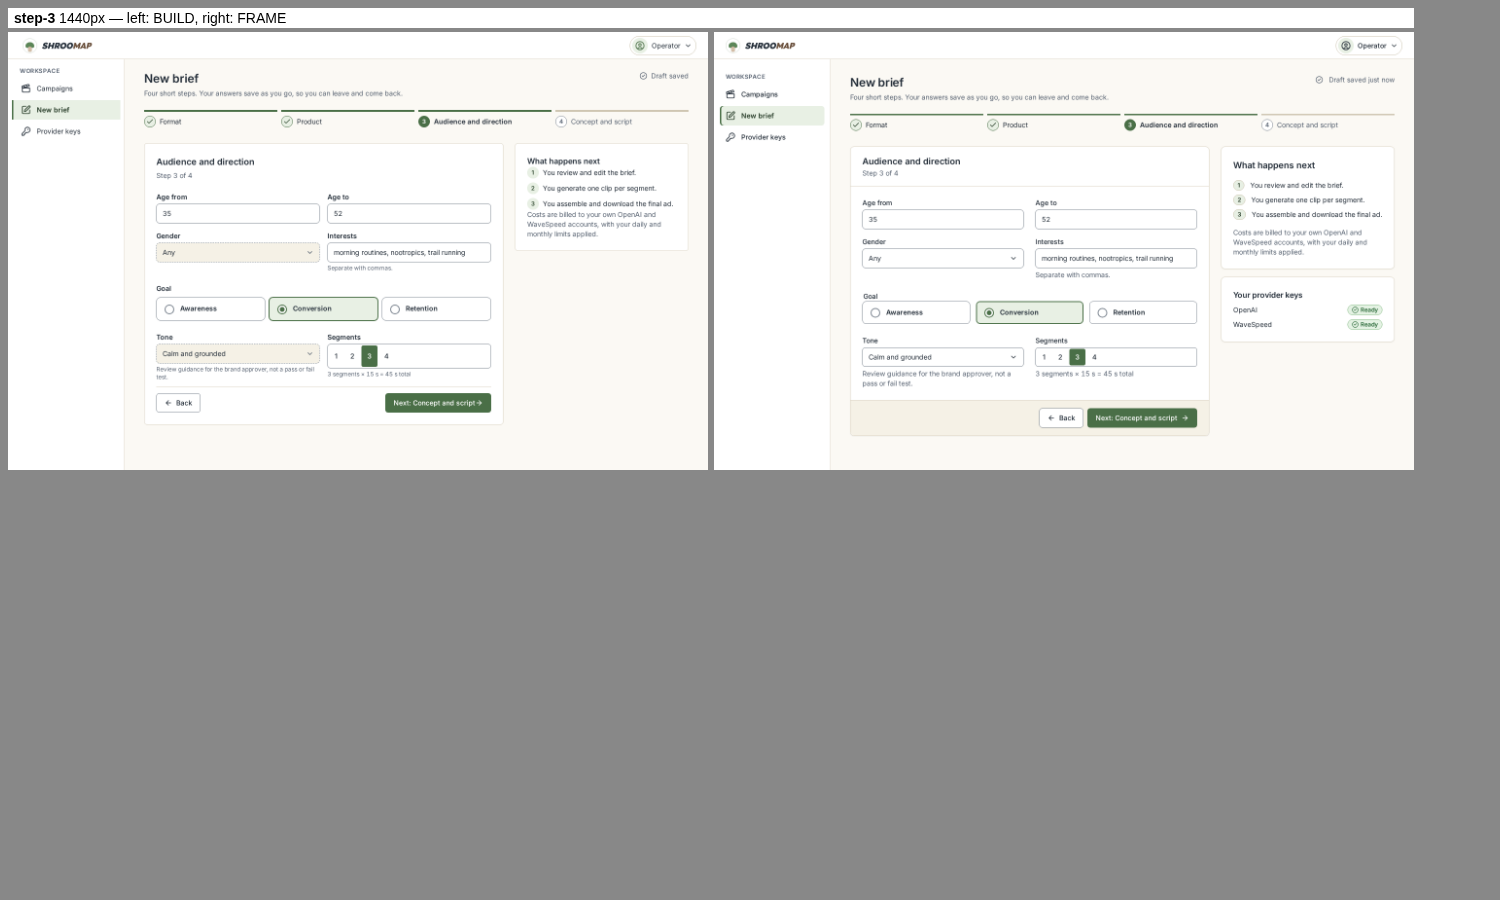 step-3 1440px — left: BUILD, right: FRAME
SHROOMAP
Operator
WORKSPACE
Campaigns
New brief
Provider keys
New brief
Draft saved
Four short steps. Your answers save as you go, so you can leave and come back.
Format
Product
3 Audience and direction
4 Concept and script
Audience and direction
Step 3 of 4
Age from
Age to
35
52
Gender
Interests
Any
morning routines, nootropics, trail running
Separate with commas.
Goal
Awareness
Conversion
Retention
Tone
Segments
Calm and grounded
1 2 3 4
Review guidance for the brand approver, not a pass or fail
test.
3 segments × 15 s = 45 s total
← Back
Next: Concept and script →
What happens next
1 You review and edit the brief.
2 You generate one clip per segment.
3 You assemble and download the final ad.
Costs are billed to your own OpenAI and
WaveSpeed accounts, with your daily and
monthly limits applied.
SHROOMAP
Operator
WORKSPACE
Campaigns
New brief
Provider keys
New brief
Draft saved just now
Four short steps. Your answers save as you go, so you can leave and come back.
Format
Product
3 Audience and direction
4 Concept and script
Audience and direction
Step 3 of 4
Age from
Age to
35
52
Gender
Interests
Any
morning routines, nootropics, trail running
Separate with commas.
Goal
Awareness
Conversion
Retention
Tone
Segments
Calm and grounded
1 2 3 4
Review guidance for the brand approver, not a
pass or fail test.
3 segments × 15 s = 45 s total
← Back
Next: Concept and script →
What happens next
1 You review and edit the brief.
2 You generate one clip per segment.
3 You assemble and download the final ad.
Costs are billed to your own OpenAI and
WaveSpeed accounts, with your daily and
monthly limits applied.
Your provider keys
OpenAI
Ready
WaveSpeed
Ready